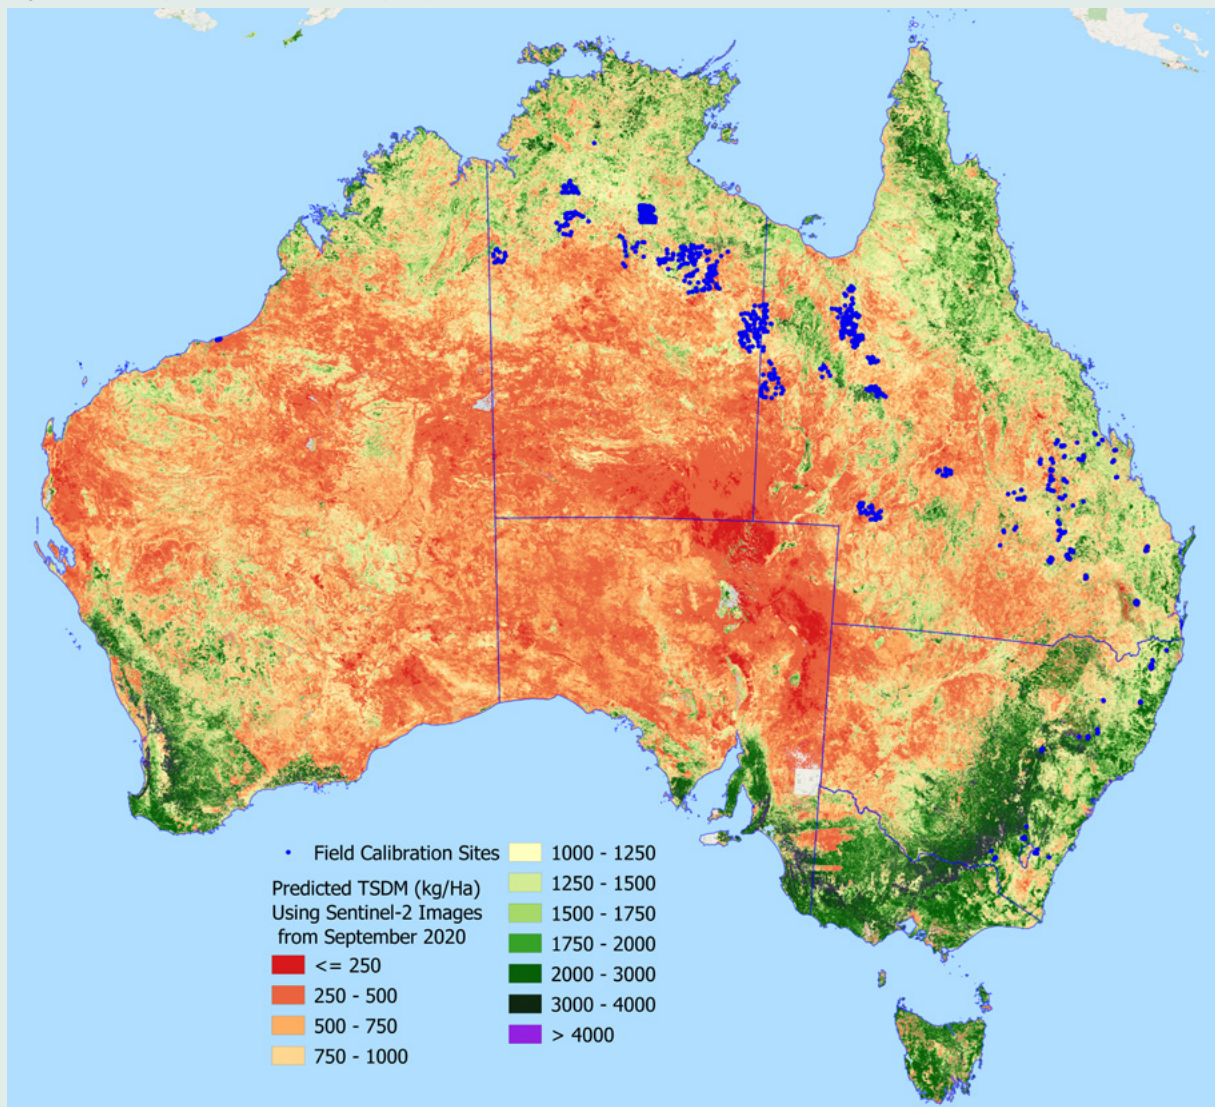 Field Calibration Sites
Predicted TSDM (kg/Ha)
Using Sentinel-2 Images
from September 2020
<= 250
250 - 500
500 - 750
750 - 1000
1000 - 1250
1250 - 1500
1500 - 1750
1750 - 2000
2000 - 3000
3000 - 4000
> 4000